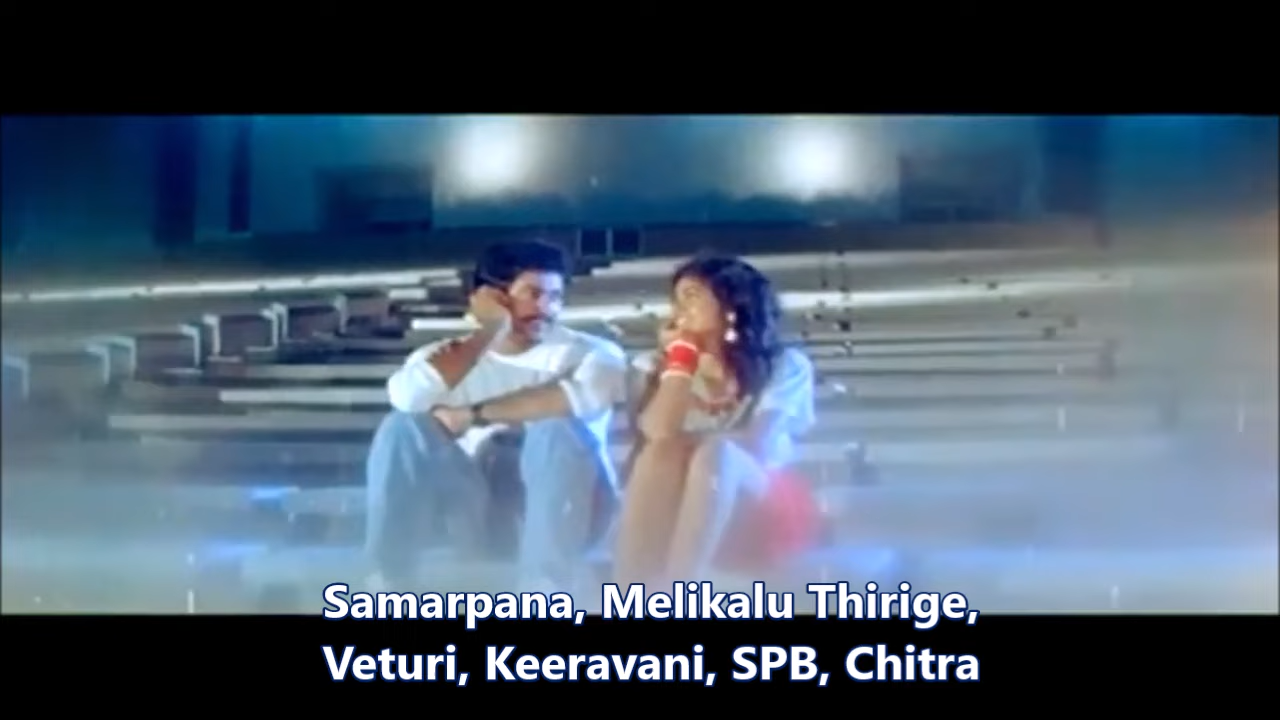 Samarpana, Melikalu Thirige,
Veturi, Keeravani, SPB, Chitra